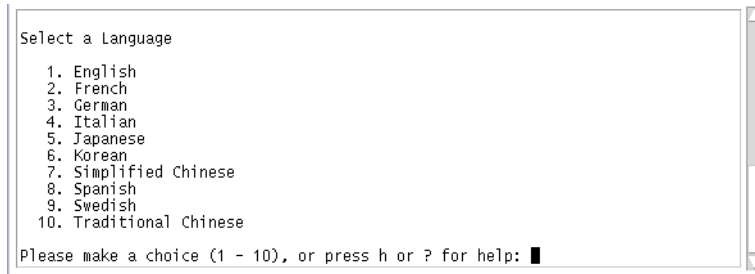 Select a Language
1. English
2. French
3. German
4. Italian
5. Japanese
6. Korean
7. Simplified Chinese
8. Spanish
9. Swedish
10. Traditional Chinese
Please make a choice (1 - 10), or press h or ? for help: